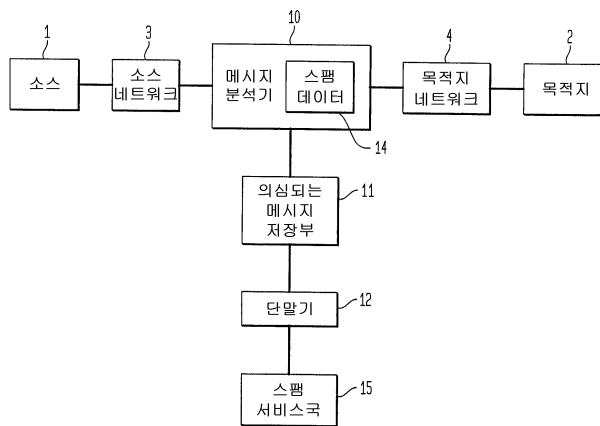 1
3
10
4
2
소스
소스
네트워크
메시지
분석기
스팸
데이터
목적지
네트워크
목적지
14
의심되는
메시지
저장부
11
단말기
12
스팸
서비스국
15